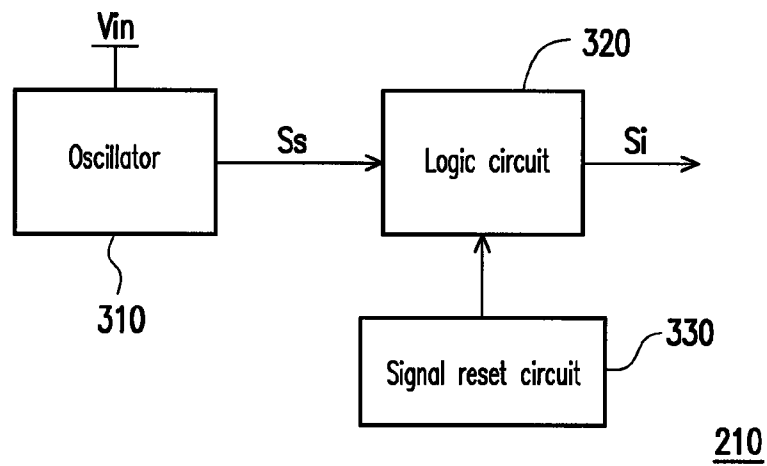 Vin
320
Oscillator
Ss
Logic circuit
Si
310
Signal reset circuit
330
210